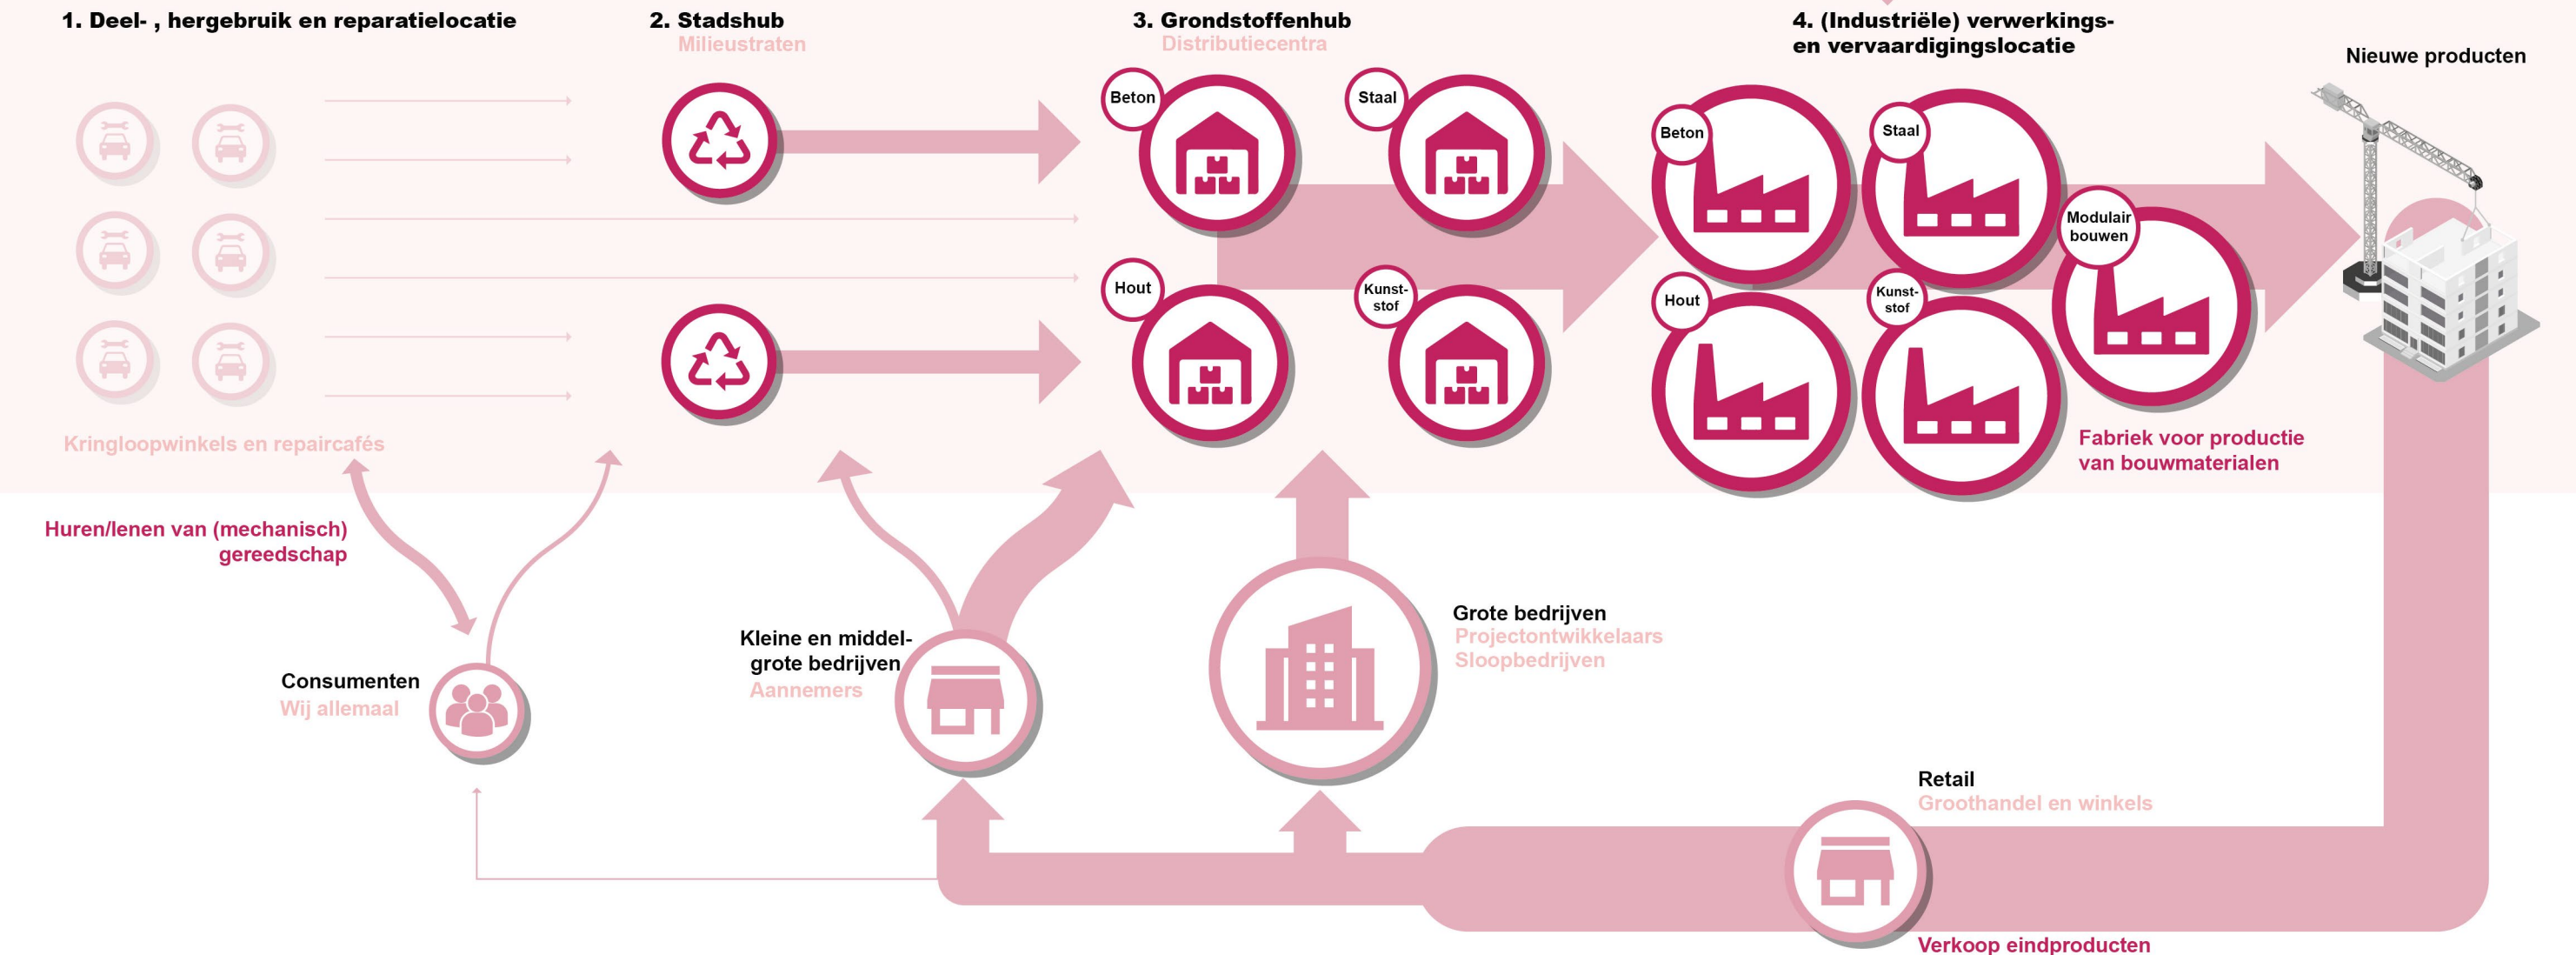 1. Deel- , hergebruik en reparatielocatie
2. Stadshub
Milieustraten
3. Grondstoffenhub
Distributiecentra
4. (Industriële) verwerkings-
en vervaardigingslocatie
Nieuwe producten
Beton
Staal
Hout
Kunst-
stof
Beton
Staal
Modulair
bouwen
Hout
Kunst-
stof
Kringloopwinkels en repaircafés
Fabriek voor productie
van bouwmaterialen
Huren/lenen van (mechanisch)
gereedschap
Consumenten
Wij allemaal
Kleine en middel-
grote bedrijven
Aannemers
Grote bedrijven
Projectontwikkelaars
Sloopbedrijven
Retail
Groothandel en winkels
Verkoop eindproducten